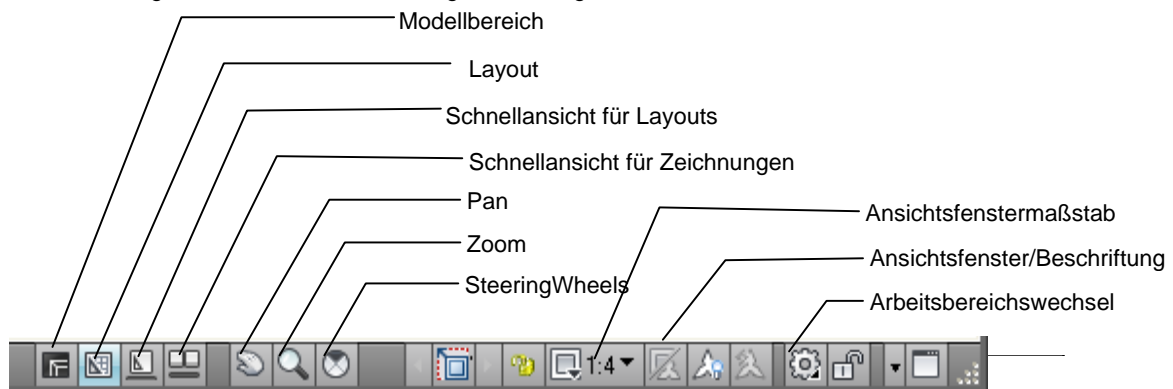 Modellbereich
Layout
Schnellansicht für Layouts
Schnellansicht für Zeichnungen
Pan
Zoom
SteeringWheels
Ansichtsfenstermaßstab
Ansichtsfenster/Beschriftung
Arbeitsbereichswechsel
1:4